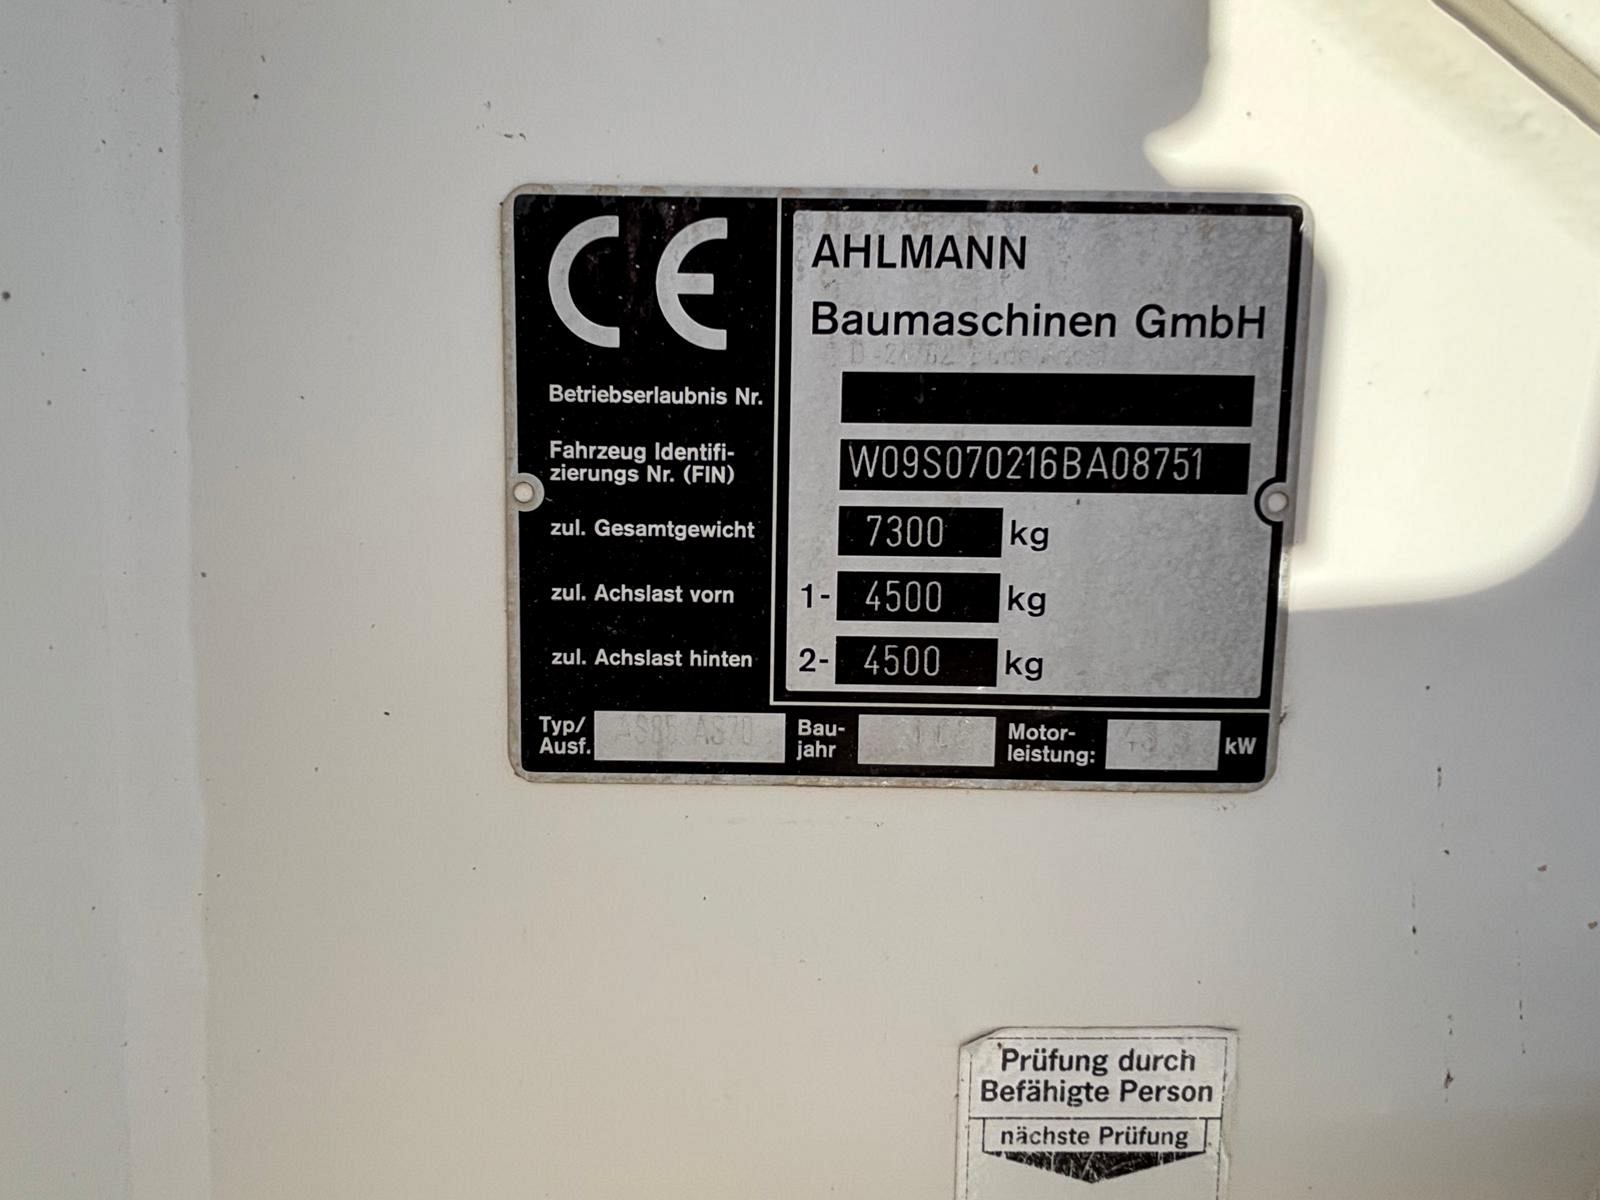 CE
AHLMANN
Baumaschinen GmbH
Betriebserlaubnis Nr.
Fahrzeug Identifi-
zierungs Nr. (FIN)
W09S070216BA08751
zul. Gesamtgewicht
7300 kg
zul. Achslast vorn
1- 4500 kg
zul. Achslast hinten
2- 4500 kg
Typ/
Ausf.
AS85 AS70
Bau-
jahr
Motor-
leistung:
kW
Prüfung durch
Befähigte Person
nächste Prüfung